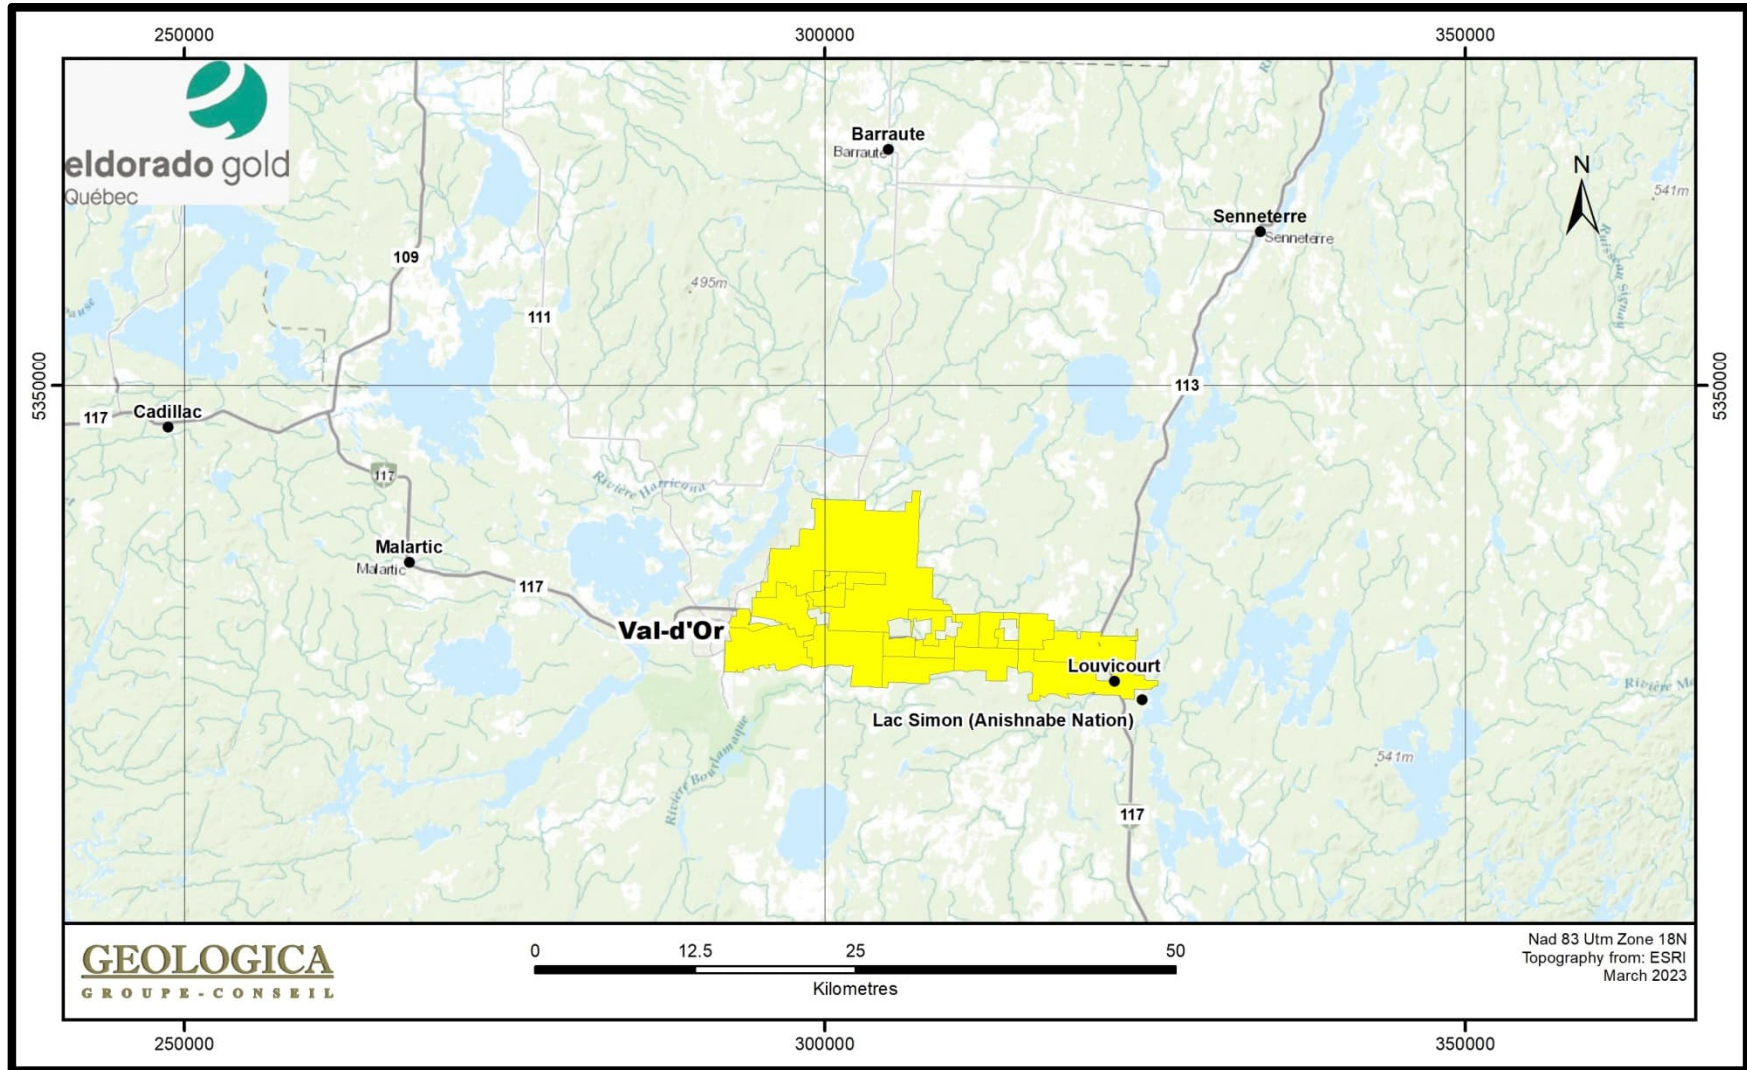 250000
300000
350000
eldorado gold
Québec
Barraute
Barraute
N
541m
Senneterre
Senneterre
Ruisseau Signay
109
495m
111
5350000
5350000
113
117
Cadillac
117
Rivière Harricana
Malartic
Malartic
117
Val-d'Or
Louvicourt
Lac Simon (Anishnabe Nation)
Rivière Bourlamaque
Rivière
541m
117
GEOLOGICA
GROUPE-CONSEIL
0
12.5
25
50
Kilometres
Nad 83 Utm Zone 18N
Topography from: ESRI
March 2023
250000
300000
350000